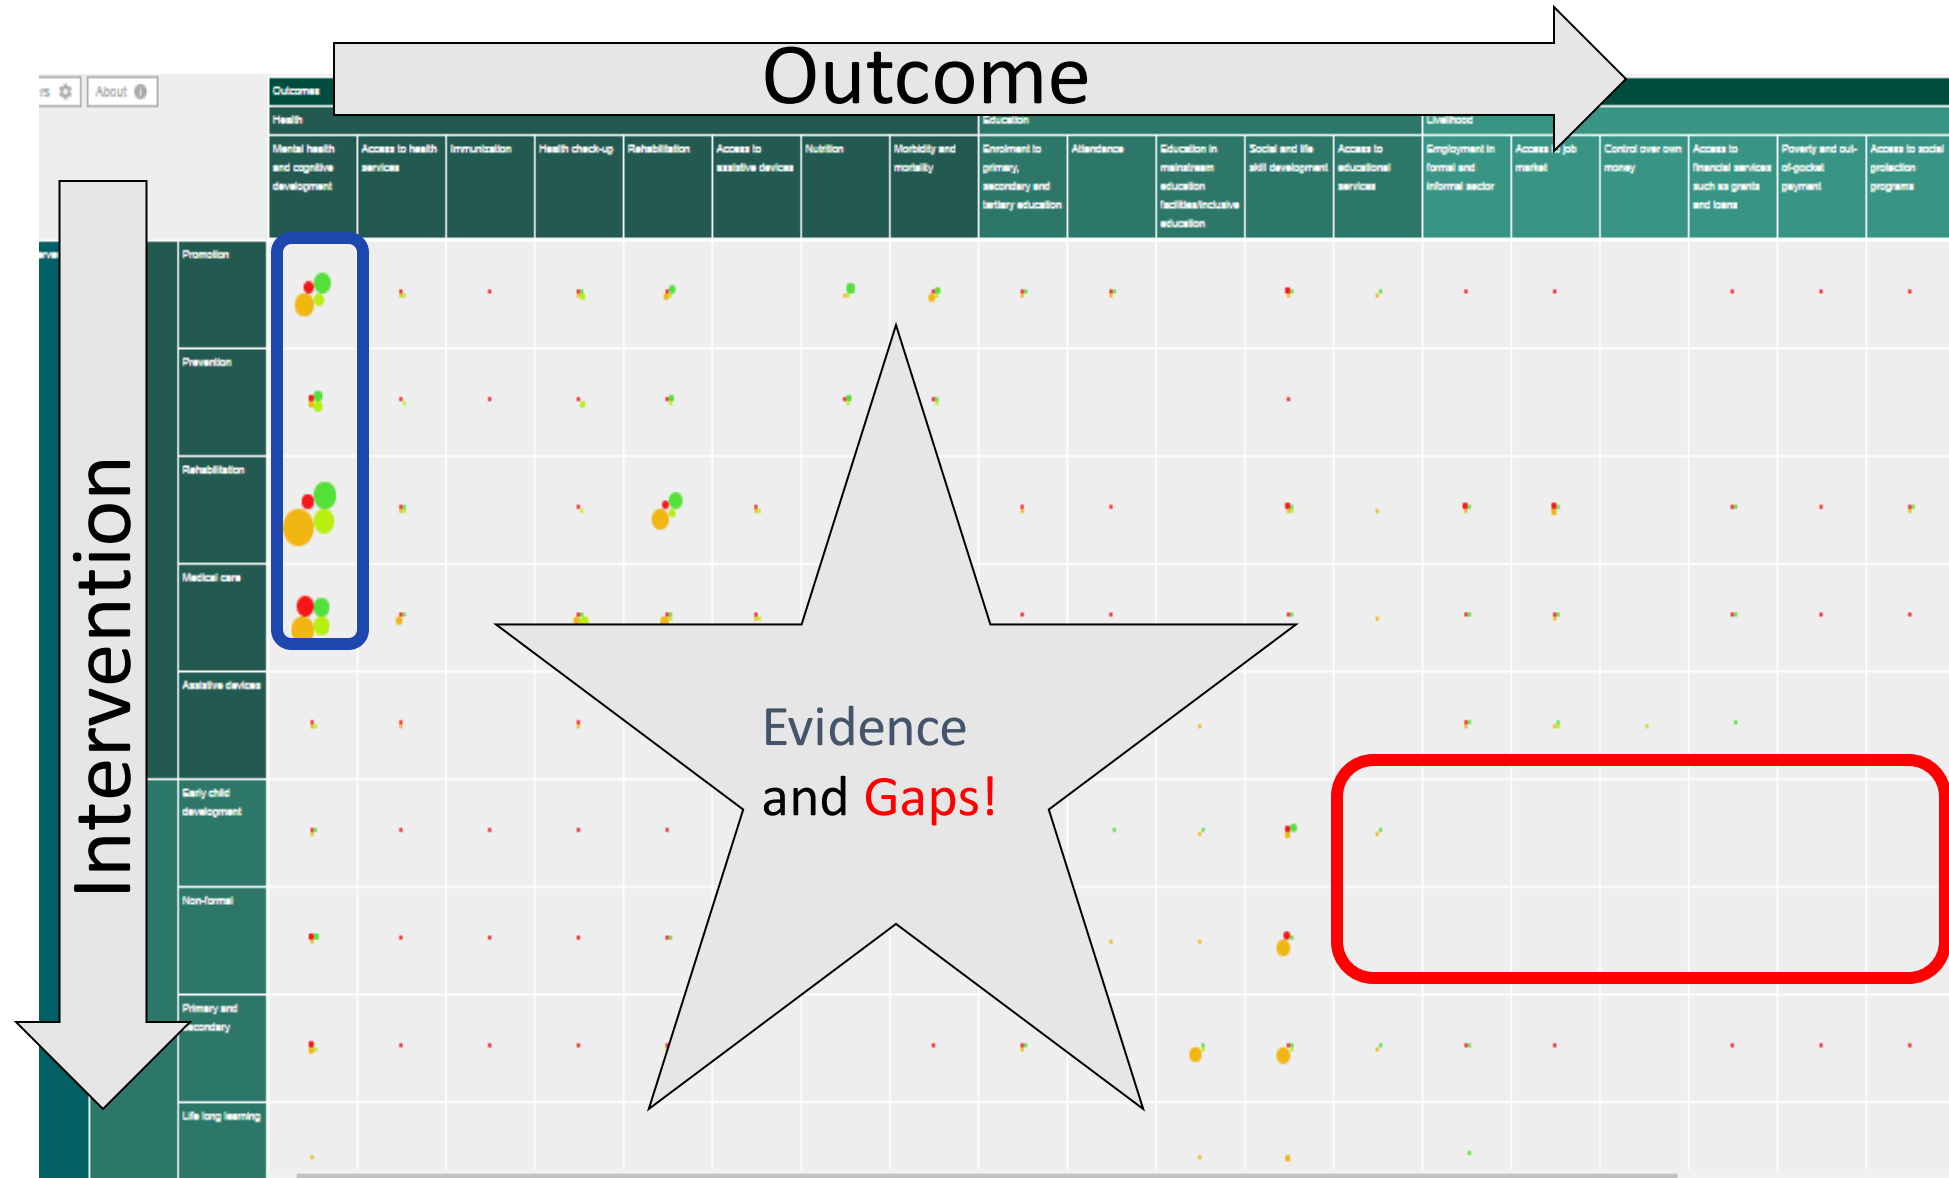 Outcome
rs
About
Outcomes
Health
Education
Livelihood
Mental health
and cognitive
development
Access to health
services
Immunization
Health check-up
Rehabilitation
Access to
assistive devices
Nutrition
Morbidity and
mortality
Enrolment to
primary,
secondary and
tertiary education
Attendance
Education in
mainstream
education
facilities/inclusive
education
Social and life
skill development
Access to
educational
services
Employment in
formal and
informal sector
Access job
market
Control over own
money
Access to
financial services
such as grants
and loans
Poverty and out-
of-pocket
payment
Access to social
protection
programs
Intervention
Promotion
Prevention
Rehabilitation
Medical care
Assistive devices
Early child
development
Non-formal
Primary and
secondary
Life long learning
Evidence
and Gaps!